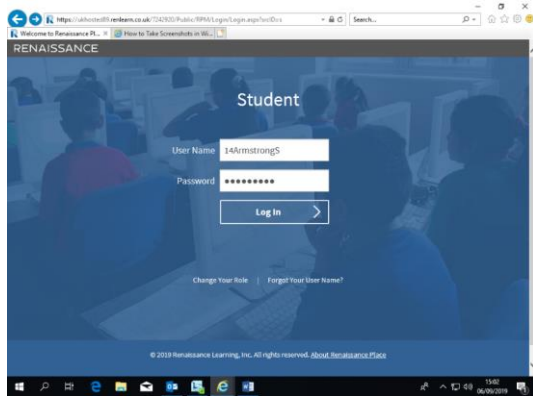 https://ukhosted89.renlearn.co.uk/7242920/Public/RPM/Login/Login.aspx?srcID=s
Search...
Welcome to Renaissance Pl...
How to Take Screenshots in Wi...
RENAISSANCE
Student
User Name 14ArmstrongS
Password •••••••••
Log In
Change Your Role | Forgot Your User Name?
© 2019 Renaissance Learning, Inc. All rights reserved. About Renaissance Place
15:02
06/09/2019